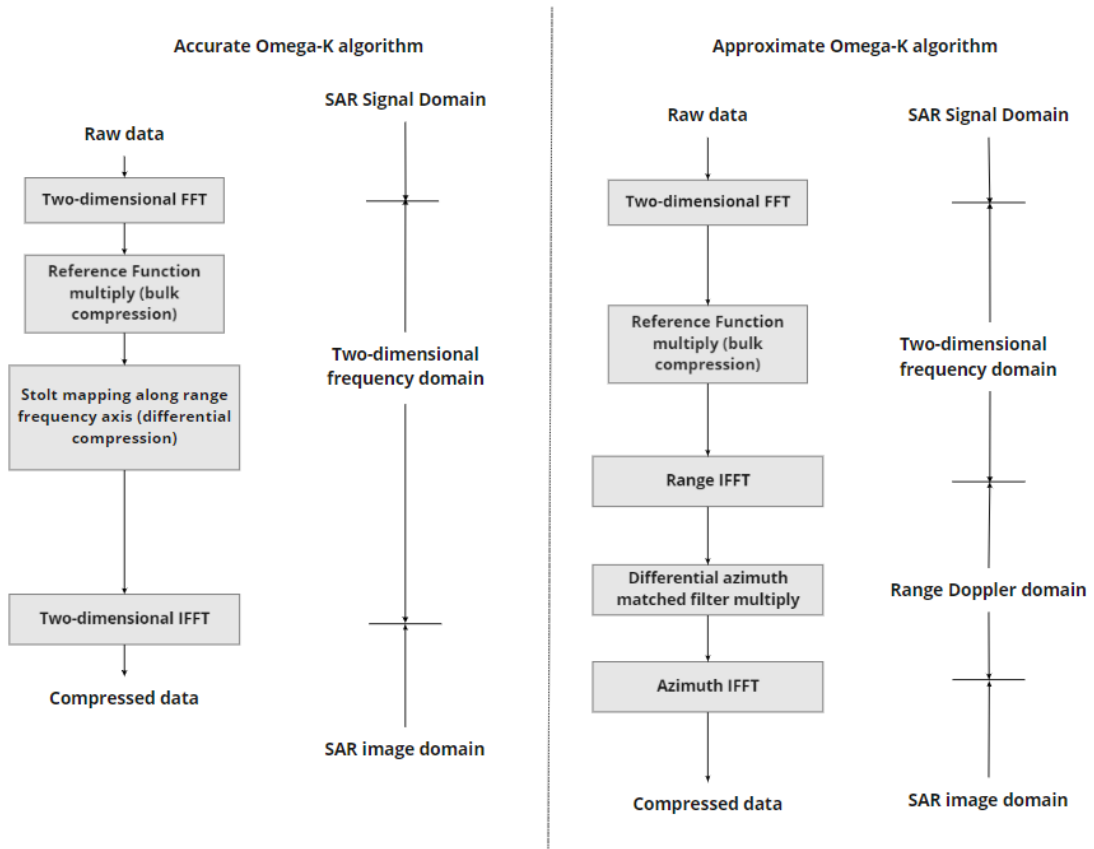 Accurate Omega-K algorithm
SAR Signal Domain
Raw data
Two-dimensional FFT
Reference Function
multiply (bulk
compression)
Two-dimensional
frequency domain
Stolt mapping along range
frequency axis (differential
compression)
Two-dimensional IFFT
Compressed data
SAR image domain
Approximate Omega-K algorithm
Raw data
SAR Signal Domain
Two-dimensional FFT
Reference Function
multiply (bulk
compression)
Two-dimensional
frequency domain
Range IFFT
Differential azimuth
matched filter multiply
Range Doppler domain
Azimuth IFFT
Compressed data
SAR image domain